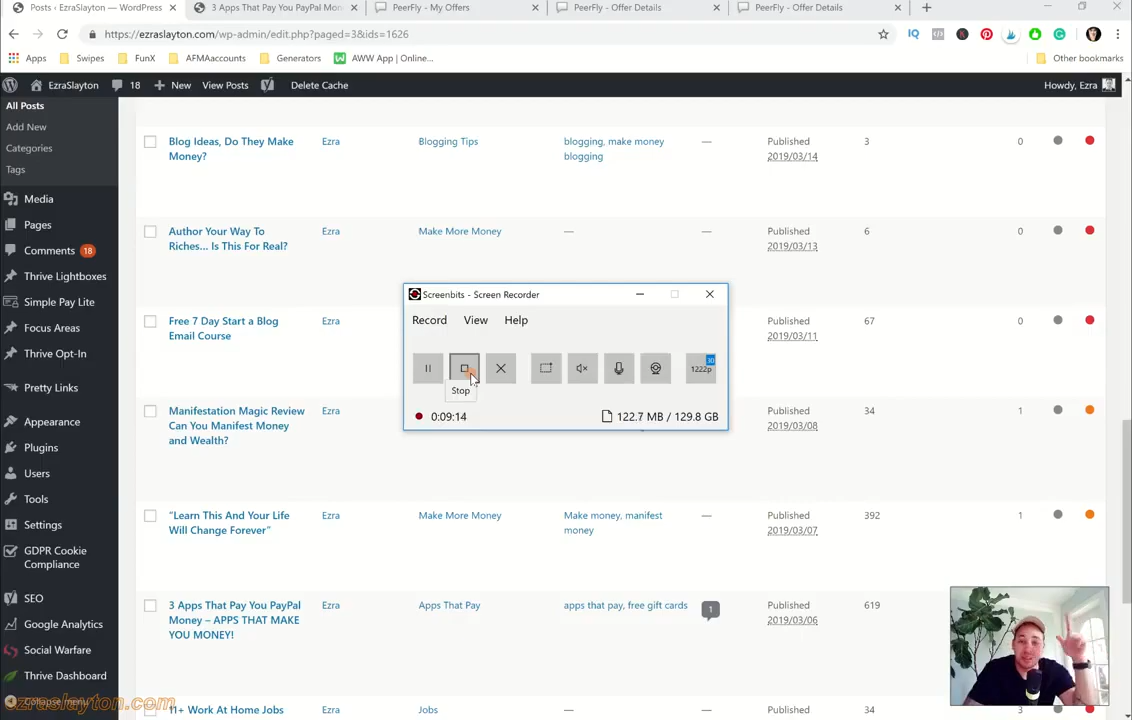 Posts ‹ EzraSlayton — WordPress
3 Apps That Pay You PayPal Mon
PeerFly - My Offers
PeerFly - Offer Details
PeerFly - Offer Details
https://ezraslayton.com/wp-admin/edit.php?paged=3&ids=1626
IQ
Apps
Swipes
FunX
AFMAaccounts
Generators
AWW App | Online...
Other bookmarks
EzraSlayton
18
New
View Posts
Delete Cache
Howdy, Ezra
All Posts
Add New
Categories
Tags
Media
Pages
Comments 18
Thrive Lightboxes
Simple Pay Lite
Focus Areas
Thrive Opt-In
Pretty Links
Appearance
Plugins
Users
Tools
Settings
GDPR Cookie
Compliance
SEO
Google Analytics
Social Warfare
Thrive Dashboard
Collapse menu
ezraslayton.com
Blog Ideas, Do They Make
Money?
Ezra
Blogging Tips
blogging, make money
blogging
—
Published
2019/03/14
3
0
Author Your Way To
Riches... Is This For Real?
Ezra
Make More Money
—
—
Published
2019/03/13
6
0
Free 7 Day Start a Blog
Email Course
Ezra
Published
2019/03/11
67
0
Manifestation Magic Review
Can You Manifest Money
and Wealth?
Ezra
Published
2019/03/08
34
1
“Learn This And Your Life
Will Change Forever”
Ezra
Make More Money
Make money, manifest
money
—
Published
2019/03/07
392
1
3 Apps That Pay You PayPal
Money – APPS THAT MAKE
YOU MONEY!
Ezra
Apps That Pay
apps that pay, free gift cards
1
Published
2019/03/06
619
11+ Work At Home Jobs
Ezra
Jobs
—
—
Published
34
3
Screenbits - Screen Recorder
Record
View
Help
30
1222p
Stop
0:09:14
122.7 MB / 129.8 GB